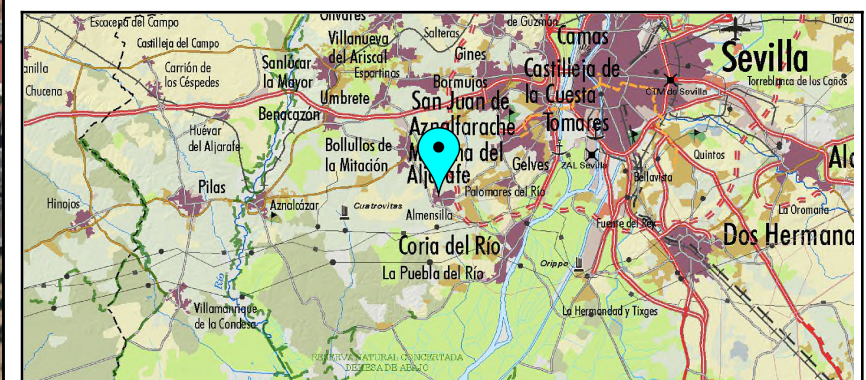 Escacena del Campo
Olivares
Salteras
de Guzmán
Camas
Castilleja del Campo
Villanueva
del Ariscal
Gines
Sevilla
Carrión de
los Céspedes
Sanlúcar
la Mayor
Espartinas
Bormujos
Castilleja de
la Cuesta
Torreblanca de los Caños
Chucena
Umbrete
San Juan de
Aznalfarache
CTM de Sevilla
Benacazón
Tomares
Huévar
del Aljarafe
Bollullos de
la Mitación
del
Gelves
ZAL Sevilla
Quintos
Pilas
Palomares del Río
Bellavista
Hinojos
Aznalcázar
Cuatrovitas
Almensilla
La Oromana
Fuente del Rey
Dos Hermana
Coria del Río
La Puebla del Río
Orippo
Río
Villamanrique
de la Condesa
La Hermandad y Tixges
RESERVA NATURAL CONCERTADA
DEHESA DE ABAJO